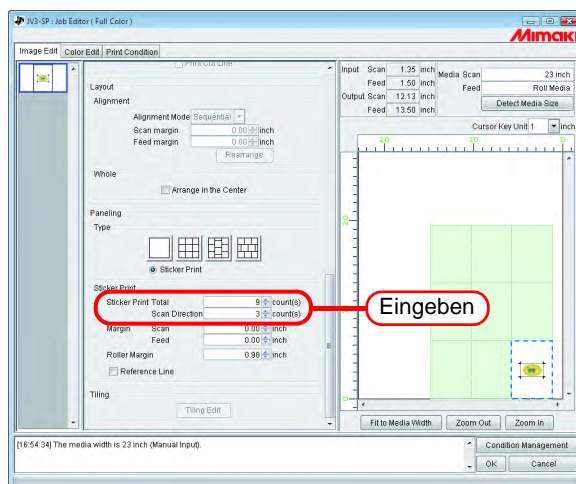 JV3-SP : Job Editor ( Full Color )
Mimaki
Image Edit Color Edit Print Condition
Print Cut Line
Layout
Alignment
Alignment Mode Sequential
Scan margin 0.00 inch
Feed margin 0.00 inch
Rearrange
Whole
Arrange in the Center
Paneling
Type
Sticker Print
Sticker Print
Sticker Print Total 9 count(s)
Scan Direction 3 count(s)
Margin Scan 0.00 inch
Feed 0.00 inch
Roller Margin 0.98 inch
Reference Line
Tiling
Tiling Edit
Eingeben
Input Scan 1.35 inch
Feed 1.50 inch
Output Scan 12.13 inch
Feed 13.50 inch
Media Scan 23 inch
Feed Roll Media
Detect Media Size
Cursor Key Unit 1 inch
20 10 0
20
0
Fit to Media Width Zoom Out Zoom In
[16:54:34] The media width is 23 inch (Manual Input).
Condition Management
OK Cancel